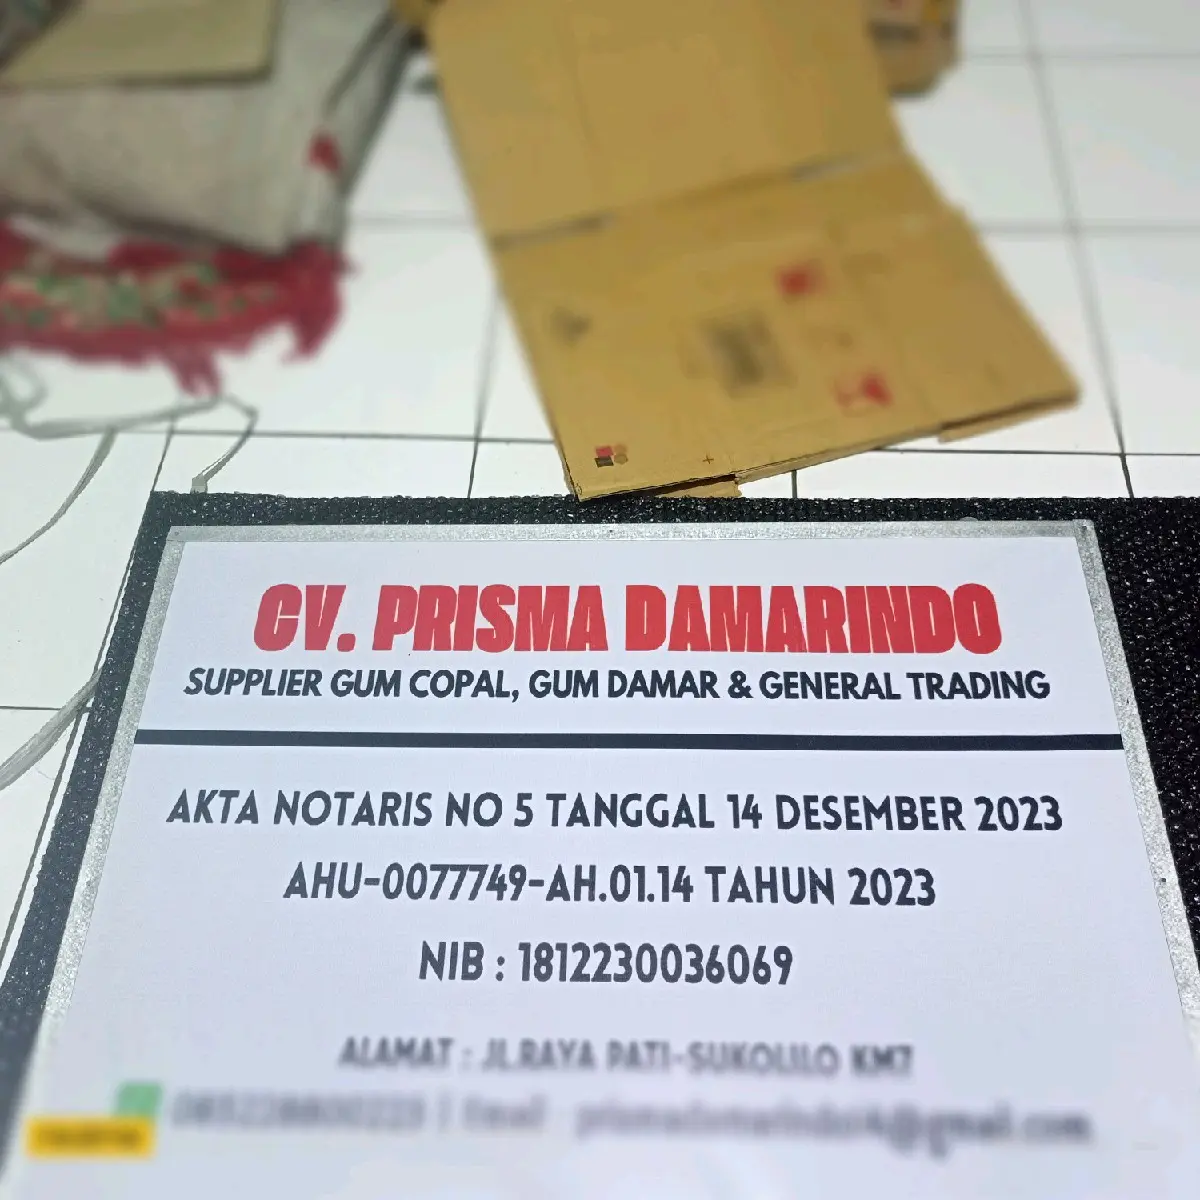 CV. PRISMA DAMARINDO
SUPPLIER GUM COPAL, GUM DAMAR & GENERAL TRADING
AKTA NOTARIS NO 5 TANGGAL 14 DESEMBER 2023
AHU-0077749-AH.01.14 TAHUN 2023
NIB : 1812230036069
ALAMAT : JL.RAYA PATI-SUKOLILO KM7